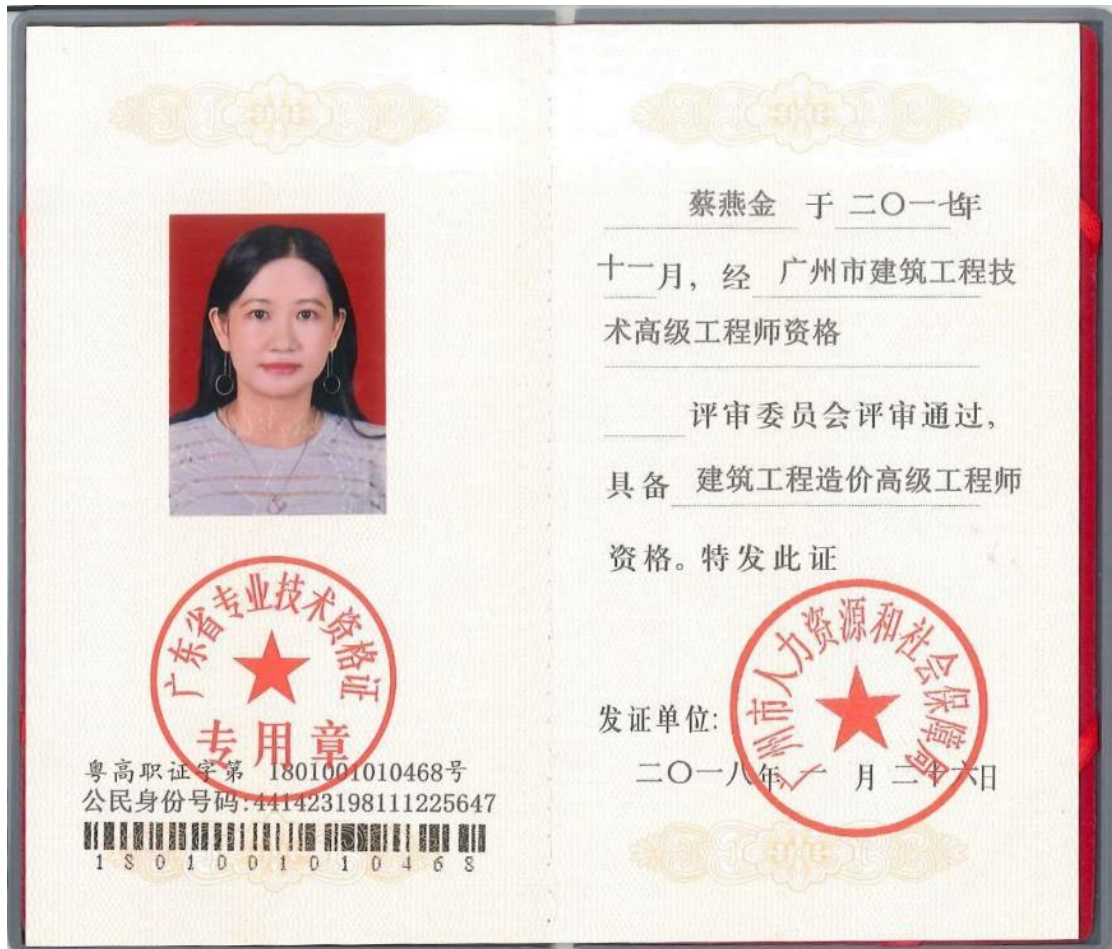 广东省专业技术资格证
专用章
粤高职证字第 1801001010468号
公民身份号码:441423198111225647
1801001010468
蔡燕金 于 二〇一七年
十一月，经 广州市建筑工程技
术高级工程师资格
评审委员会评审通过，
具备 建筑工程造价高级工程师
资格。特发此证
广州市人力资源和社会保障局
发证单位:
二〇一八年 一 月 二十六日